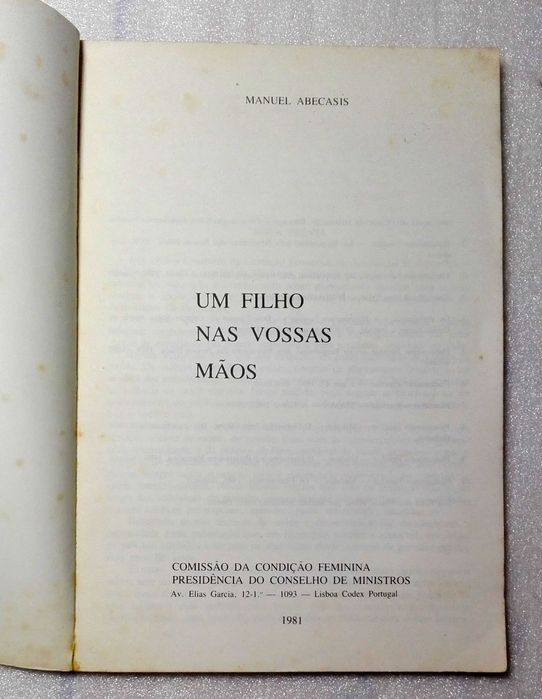 MANUEL ABECASIS
UM FILHO
NAS VOSSAS
MÃOS
COMISSÃO DA CONDIÇÃO FEMININA
PRESIDÊNCIA DO CONSELHO DE MINISTROS
Av. Elias Garcia, 12-1.º — 1093 — Lisboa Codex Portugal
1981